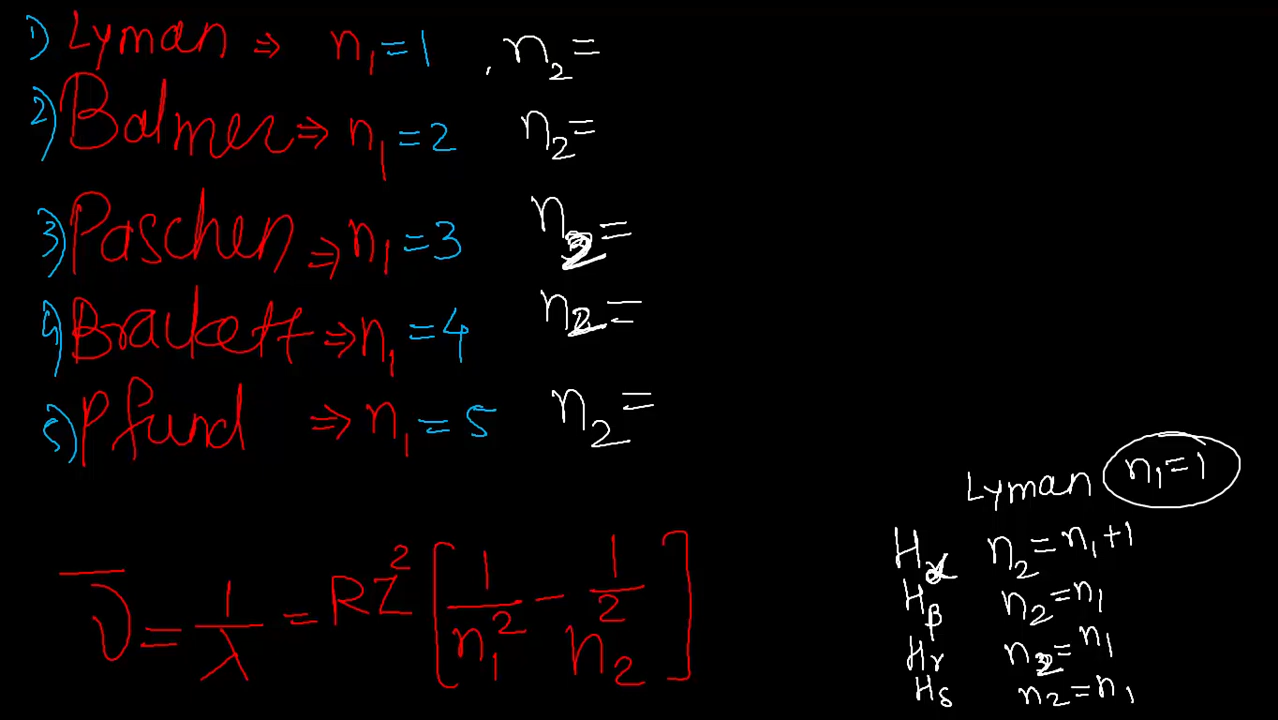 1) Lyman ⇒ n₁ = 1 , n₂ =
2) Balmer ⇒ n₁ = 2 n₂ =
3) Paschen ⇒ n₁ = 3 n₂ =
4) Brackett ⇒ n₁ = 4 n₂ =
5) Pfund ⇒ n₁ = 5 n₂ =
Lyman n₁ = 1
Hα n₂ = n₁ + 1
Hβ n₂ = n₁
Hγ n₂ = n₁
Hδ n₂ = n₁
ν̅ = 1/λ = RZ² [1/n₁² - 1/n₂²]